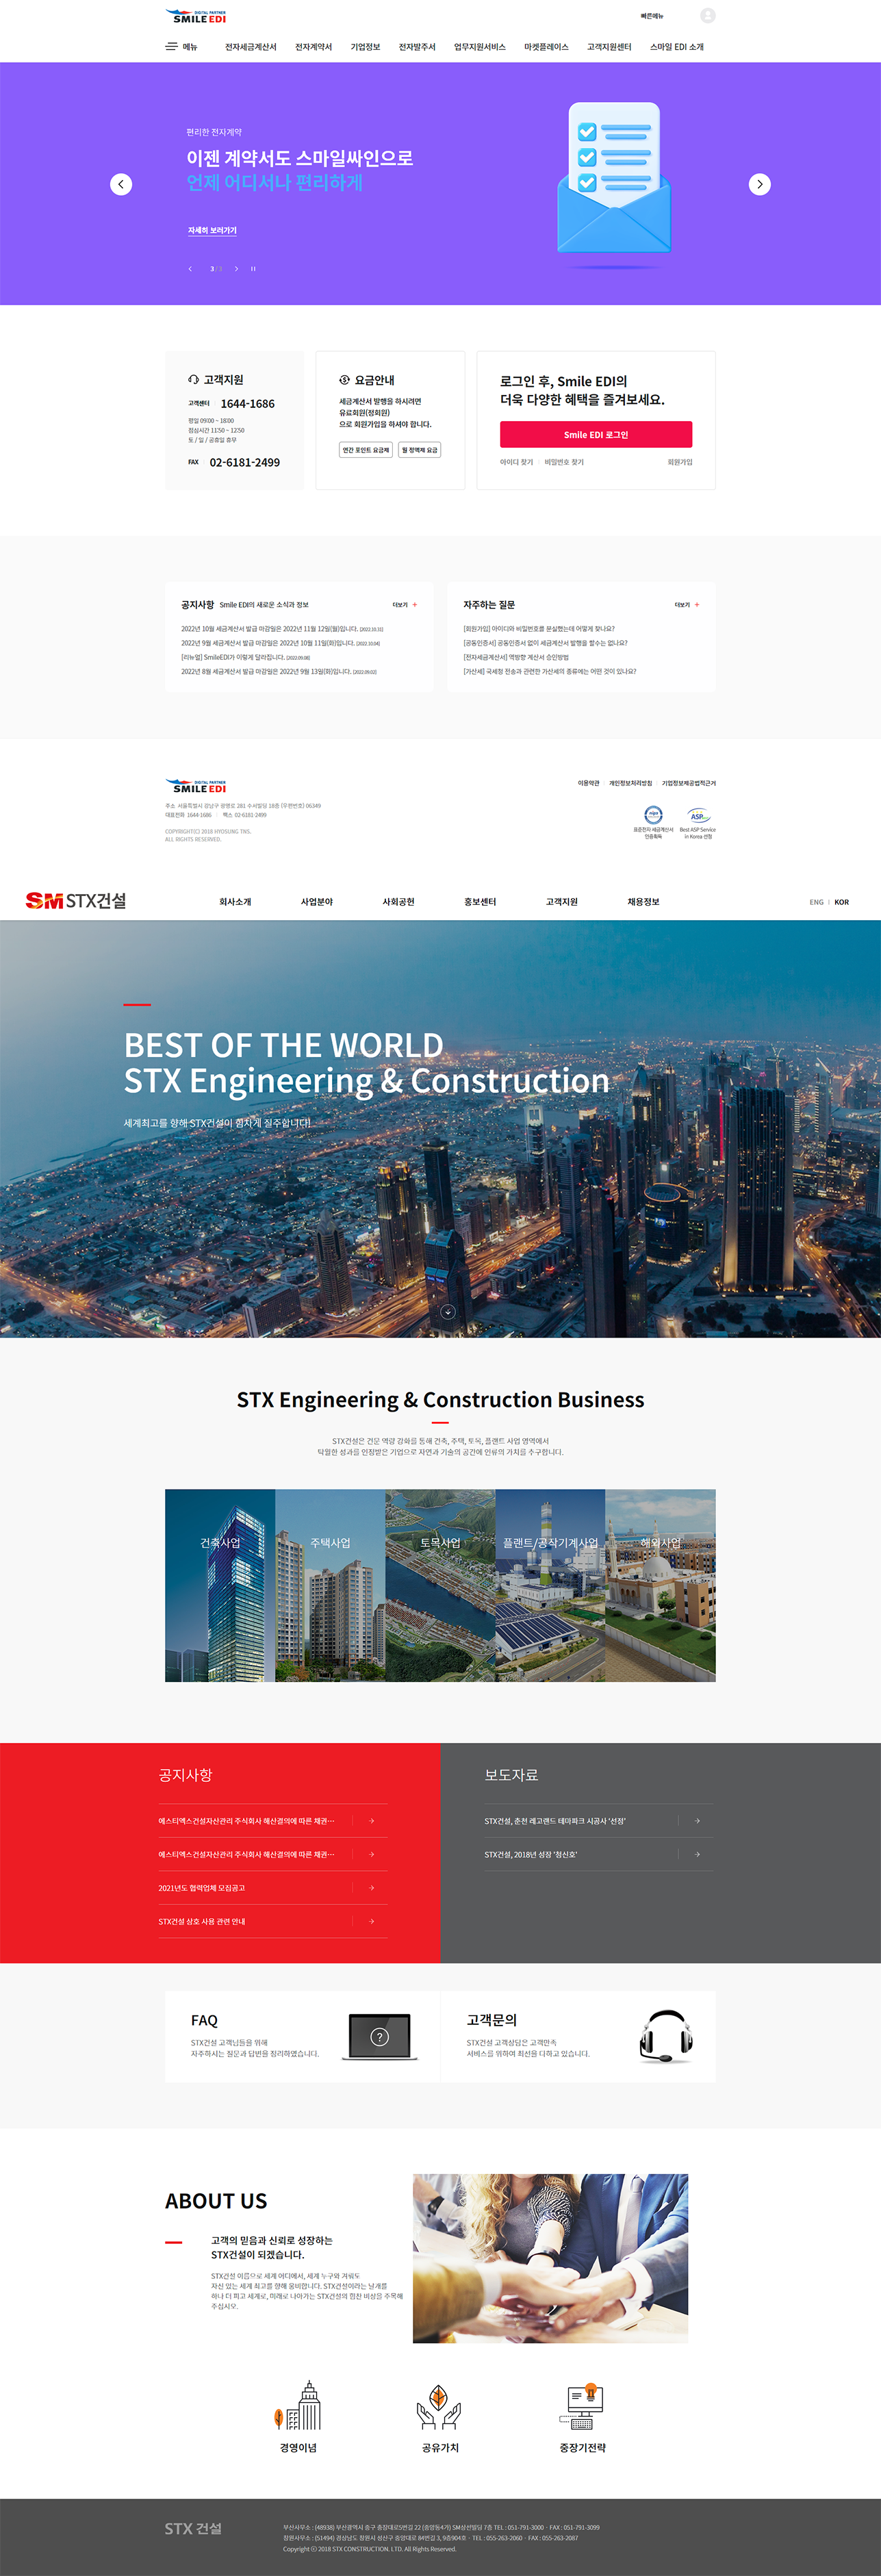 DIGITAL PARTNER
SMILE EDI
빠른메뉴
메뉴
전자세금계산서
전자계약서
기업정보
전자발주서
업무지원서비스
마켓플레이스
고객지원센터
스마일 EDI 소개
편리한 전자계약
이젠 계약서도 스마일싸인으로
언제 어디서나 편리하게
자세히 보러가기
3 / 3
고객지원
고객센터 1644-1686
평일 09:00 ~ 18:00
점심시간 11:50 ~ 12:50
토 / 일 / 공휴일 휴무
FAX 02-6181-2499
요금안내
세금계산서 발행을 하시려면
유료회원(정회원)
으로 회원가입을 하셔야 합니다.
연간 포인트 요금제
월 정액제 요금
로그인 후, Smile EDI의
더욱 다양한 혜택을 즐겨보세요.
Smile EDI 로그인
아이디 찾기
비밀번호 찾기
회원가입
공지사항 Smile EDI의 새로운 소식과 정보
더보기 +
2022년 10월 세금계산서 발급 마감일은 2022년 11월 12일(월)입니다. [2022.10.31]
2022년 9월 세금계산서 발급 마감일은 2022년 10월 11일(화)입니다. [2022.10.04]
[리뉴얼] SmileEDI가 이렇게 달라집니다. [2022.09.08]
2022년 8월 세금계산서 발급 마감일은 2022년 9월 13일(화)입니다. [2022.09.02]
자주하는 질문
더보기 +
[회원가입] 아이디와 비밀번호를 분실했는데 어떻게 찾나요?
[공동인증서] 공동인증서 없이 세금계산서 발행을 할수는 없나요?
[전자세금계산서] 역방향 계산서 승인방법
[가산세] 국세청 전송과 관련한 가산세의 종류에는 어떤 것이 있나요?
DIGITAL PARTNER
SMILE EDI
이용약관
개인정보처리방침
기업정보제공법적근거
주소 서울특별시 강남구 광평로 281 수서빌딩 18층 (우편번호) 06349
대표전화 1644-1686 | 팩스 02-6181-2499
COPYRIGHT(C) 2018 HYOSUNG TNS.
ALL RIGHTS RESERVED.
nipa
표준전자 세금계산서
인증획득
ASP
Best ASP Service
in Korea 선정
SM STX건설
회사소개
사업분야
사회공헌
홍보센터
고객지원
채용정보
ENG | KOR
BEST OF THE WORLD
STX Engineering & Construction
세계최고를 향해 STX건설이 힘차게 질주합니다!
STX Engineering & Construction Business
STX건설은 건문 역량 강화를 통해 건축, 주택, 토목, 플랜트 사업 영역에서
탁월한 성과를 인정받은 기업으로 자연과 기술의 공간에 인류의 가치를 추구합니다.
건축사업
주택사업
토목사업
플랜트/공작기계사업
해외사업
공지사항
에스티엑스건설자산관리 주식회사 해산결의에 따른 채권…
에스티엑스건설자산관리 주식회사 해산결의에 따른 채권…
2021년도 협력업체 모집공고
STX건설 상호 사용 관련 안내
보도자료
STX건설, 춘천 레고랜드 테마파크 시공사 '선정'
STX건설, 2018년 성장 '청신호'
FAQ
STX건설 고객님들을 위해
자주하시는 질문과 답변을 정리하였습니다.
?
고객문의
STX건설 고객상담은 고객만족
서비스를 위하여 최선을 다하고 있습니다.
ABOUT US
고객의 믿음과 신뢰로 성장하는
STX건설이 되겠습니다.
STX건설 이름으로 세계 어디에서, 세계 누구와 겨뤄도
자신 있는 세계 최고를 향해 웅비합니다. STX건설이라는 날개를
하나 더 펴고 세계로, 미래로 나아가는 STX건설의 힘찬 비상을 주목해
주십시오.
경영이념
공유가치
중장기전략
STX 건설
부산사무소 : (48938) 부산광역시 중구 충장대로5번길 22 (중앙동4가) SM상선빌딩 7층 TEL : 051-791-3000 · FAX : 051-791-3099
창원사무소 : (51494) 경상남도 창원시 성산구 중앙대로 84번길 3, 9층904호 · TEL : 055-263-2060 · FAX : 055-263-2087
Copyright ⓒ 2018 STX CONSTRUCTION. LTD. All Rights Reserved.